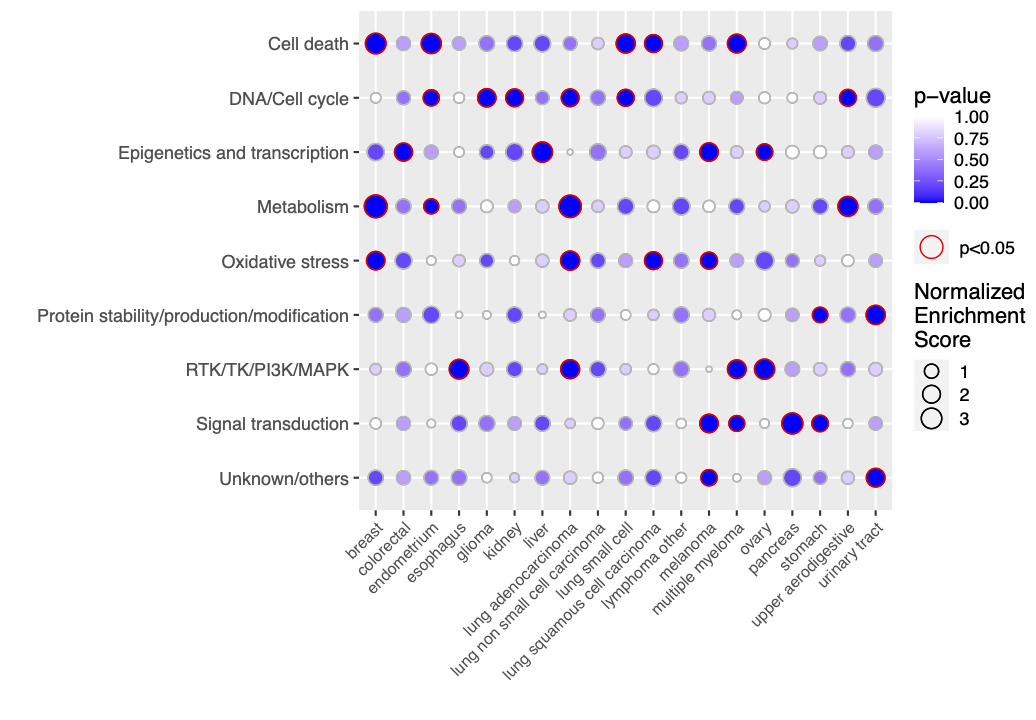 Cell death
DNA/Cell cycle
Epigenetics and transcription
Metabolism
Oxidative stress
Protein stability/production/modification
RTK/TK/PI3K/MAPK
Signal transduction
Unknown/others
breast
colorectal
endometrium
esophagus
glioma
kidney
liver
lung adenocarcinoma
lung non small cell carcinoma
lung small cell
lung squamous cell carcinoma
lymphoma other
melanoma
multiple myeloma
ovary
pancreas
stomach
upper aerodigestive
urinary tract
p−value
1.00
0.75
0.50
0.25
0.00
p<0.05
Normalized
Enrichment
Score
1
2
3